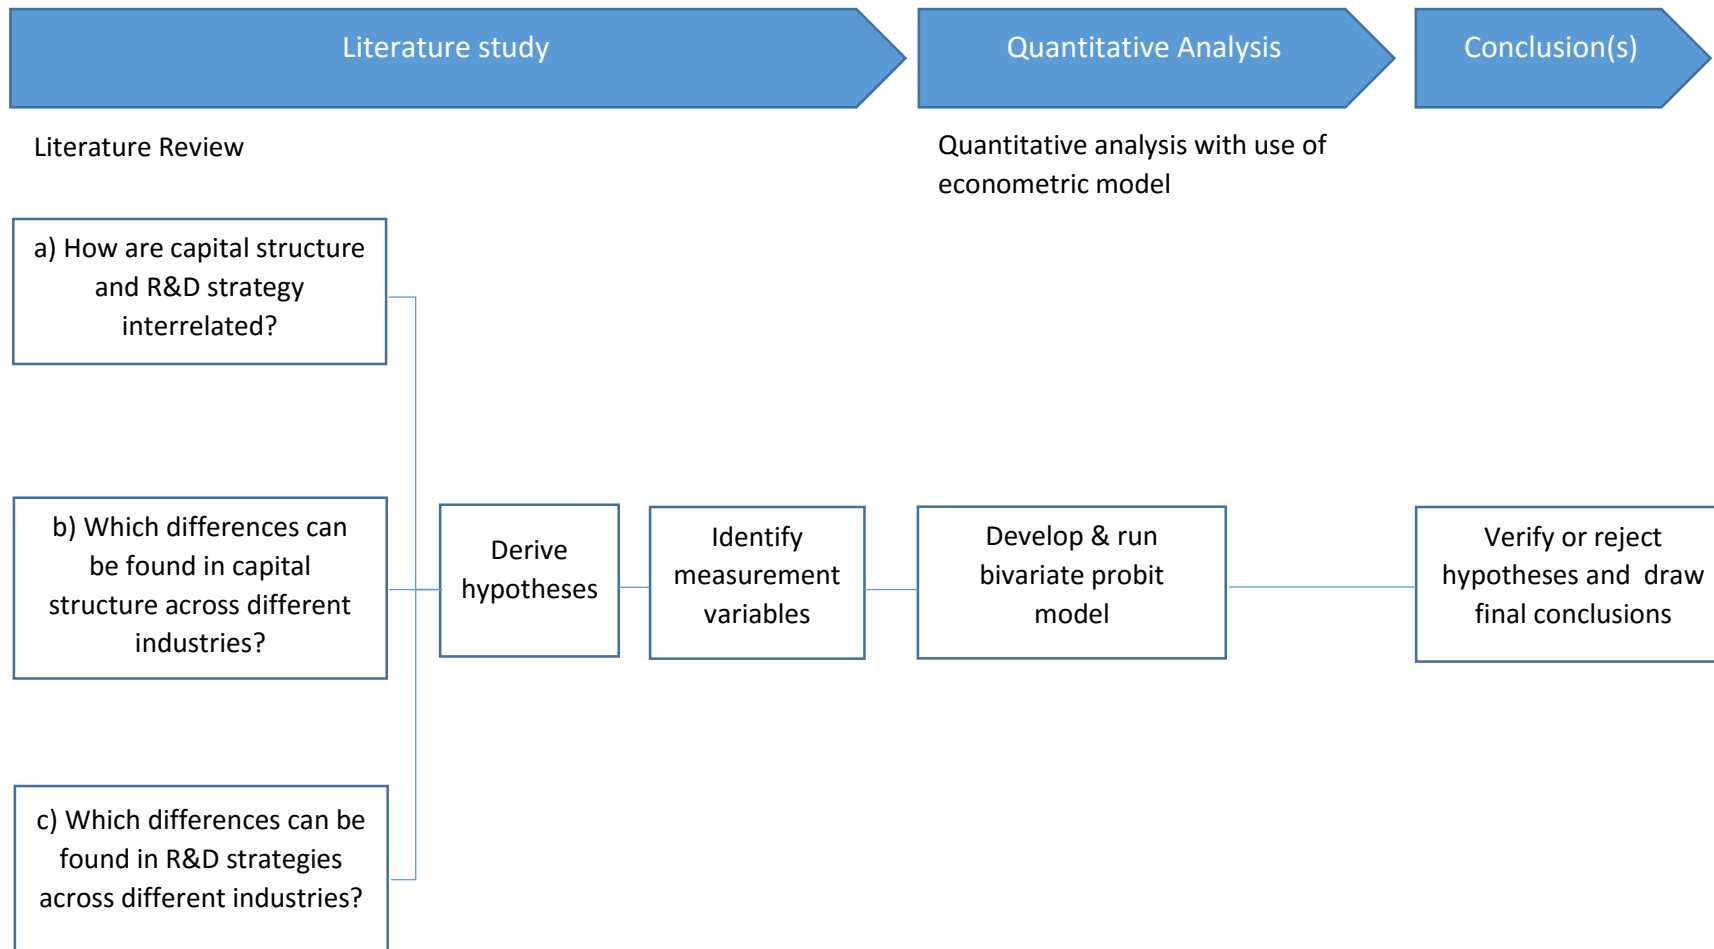 Literature study
Quantitative Analysis
Conclusion(s)
Literature Review
Quantitative analysis with use of
econometric model
a) How are capital structure
and R&D strategy
interrelated?
b) Which differences can
be found in capital
structure across different
industries?
c) Which differences can be
found in R&D strategies
across different industries?
Derive
hypotheses
Identify
measurement
variables
Develop & run
bivariate probit
model
Verify or reject
hypotheses and  draw
final conclusions